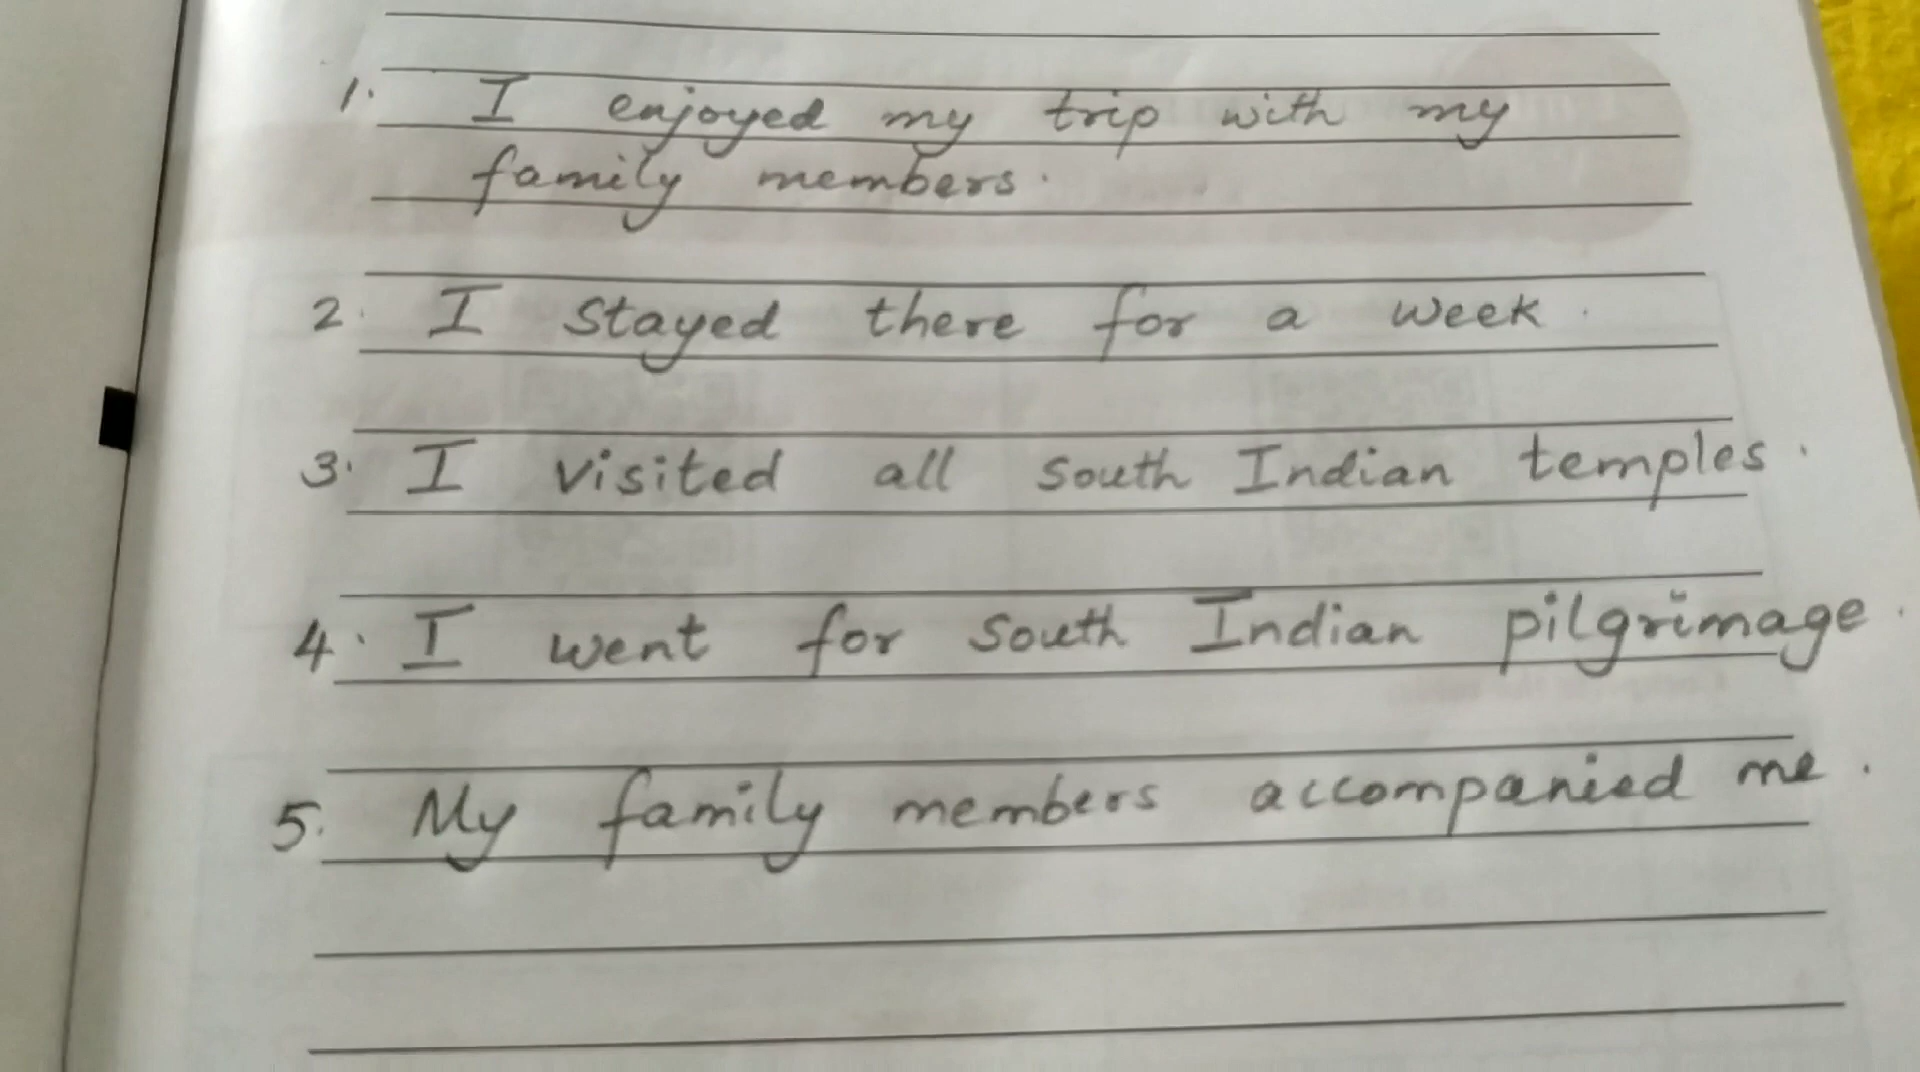 1. I enjoyed my trip with my
family members.
2. I stayed there for a week.
3. I visited all South Indian temples.
4. I went for South Indian pilgrimage.
5. My family members accompanied me.